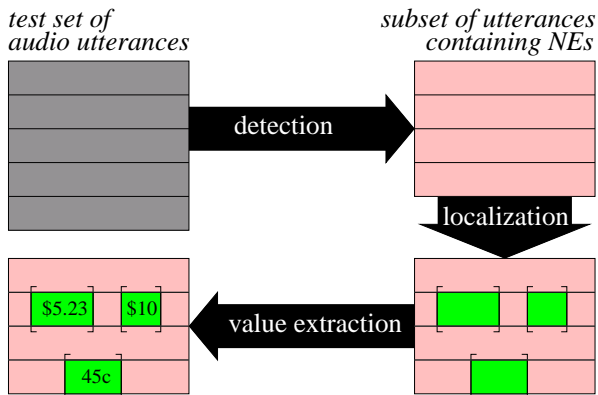 test set of
audio utterances
subset of utterances
containing NEs
detection
localization
$5.23
$10
value extraction
45c